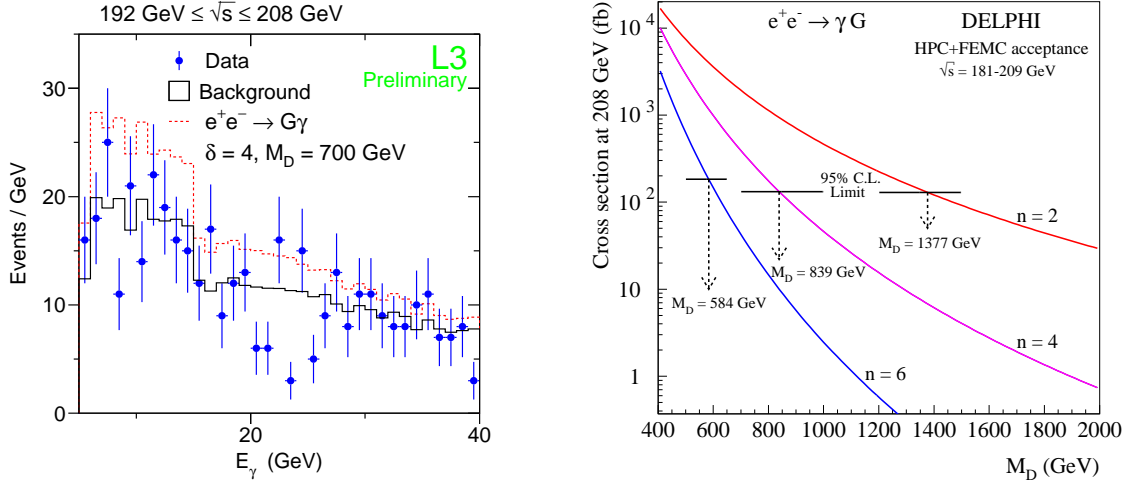 192 GeV ≤ √s ≤ 208 GeV
L3
Preliminary
Data
Background
e⁺e⁻ → Gγ
δ = 4, M_D = 700 GeV
Events / GeV
30
20
10
0
20
40
E_γ (GeV)
e⁺e⁻ → γ G
DELPHI
HPC+FEMC acceptance
√s = 181-209 GeV
Cross section at 208 GeV (fb)
10⁴
10³
10²
10
1
95% C.L.
Limit
n = 2
M_D = 1377 GeV
M_D = 839 GeV
M_D = 584 GeV
n = 4
n = 6
400 600 800 1000 1200 1400 1600 1800 2000
M_D (GeV)